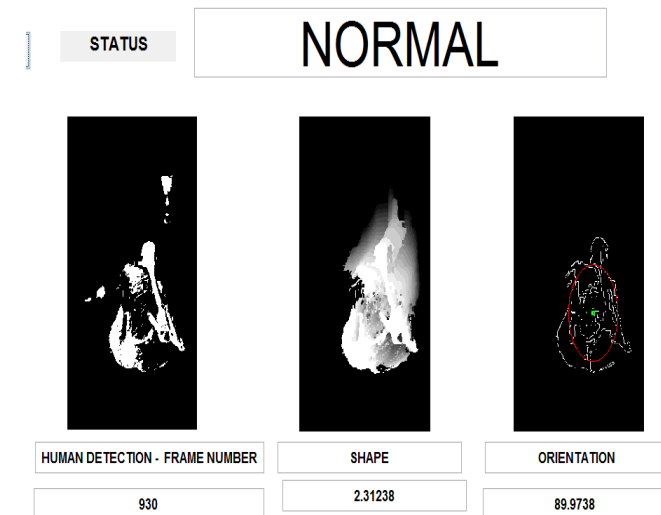 STATUS
NORMAL
HUMAN DETECTION - FRAME NUMBER
SHAPE
ORIENTATION
930
2.31238
89.9738